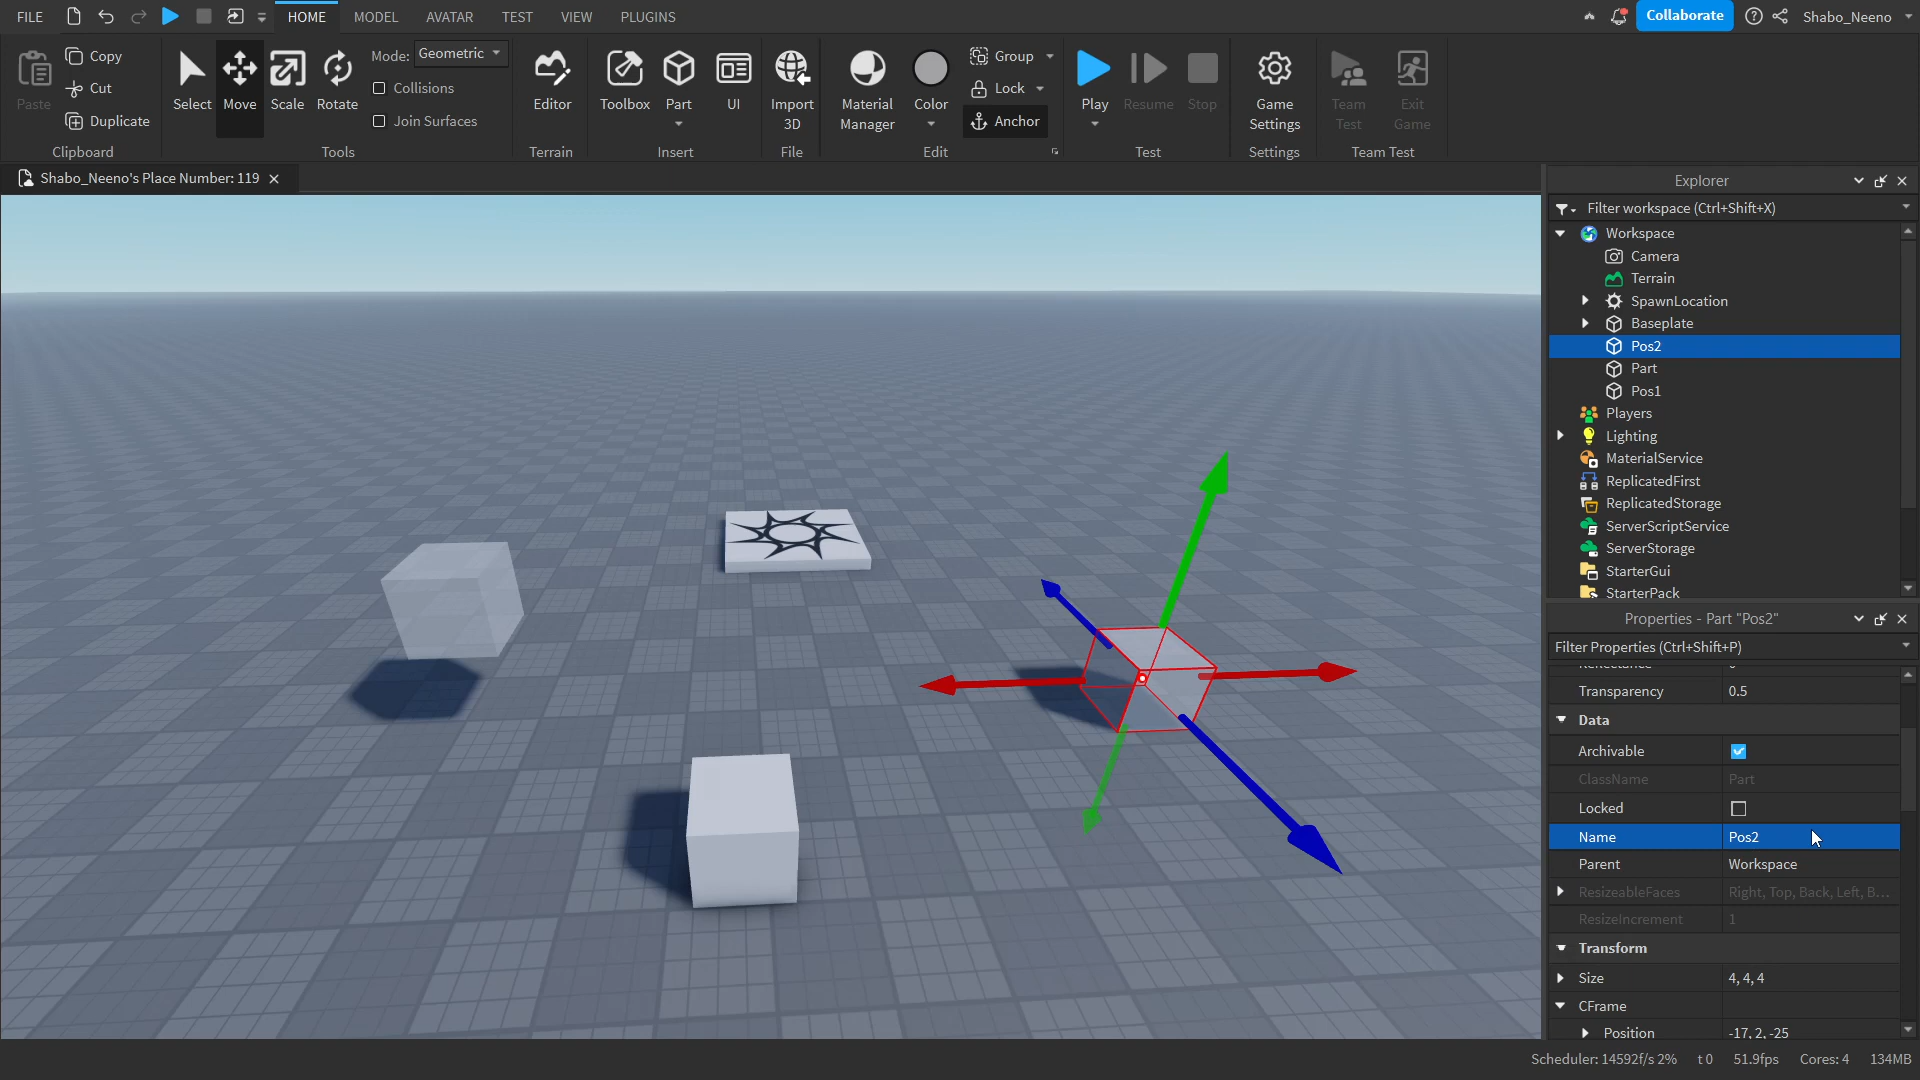 FILE HOME MODEL AVATAR TEST VIEW PLUGINS Collaborate Shabo_Neeno
Paste Copy Cut Duplicate
Clipboard
Select Move Scale Rotate
Mode: Geometric
Collisions
Join Surfaces
Tools
Editor
Terrain
Toolbox Part UI
Insert
Import 3D
File
Material Manager Color
Group
Lock
Anchor
Edit
Play Resume Stop
Test
Game Settings
Settings
Team Test Exit Game
Team Test
Shabo_Neeno's Place Number: 119
Explorer
Filter workspace (Ctrl+Shift+X)
Workspace
Camera
Terrain
SpawnLocation
Baseplate
Pos2
Part
Pos1
Players
Lighting
MaterialService
ReplicatedFirst
ReplicatedStorage
ServerScriptService
ServerStorage
StarterGui
StarterPack
Properties - Part "Pos2"
Filter Properties (Ctrl+Shift+P)
Reflectance 0
Transparency 0.5
Data
Archivable
ClassName Part
Locked
Name Pos2
Parent Workspace
ResizeableFaces Right, Top, Back, Left, B...
ResizeIncrement 1
Transform
Size 4, 4, 4
CFrame
Position -17, 2, -25
Scheduler: 14592f/s 2% t 0 51.9fps Cores: 4 134MB